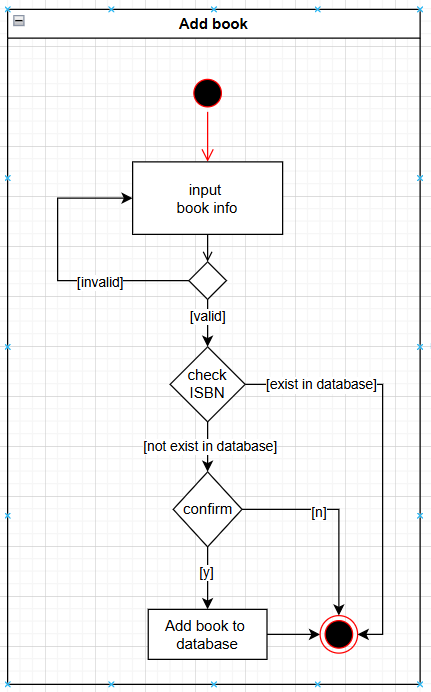 Add book
input
book info
[invalid]
[valid]
check
ISBN
[exist in database]
[not exist in database]
confirm
[n]
[y]
Add book to
database